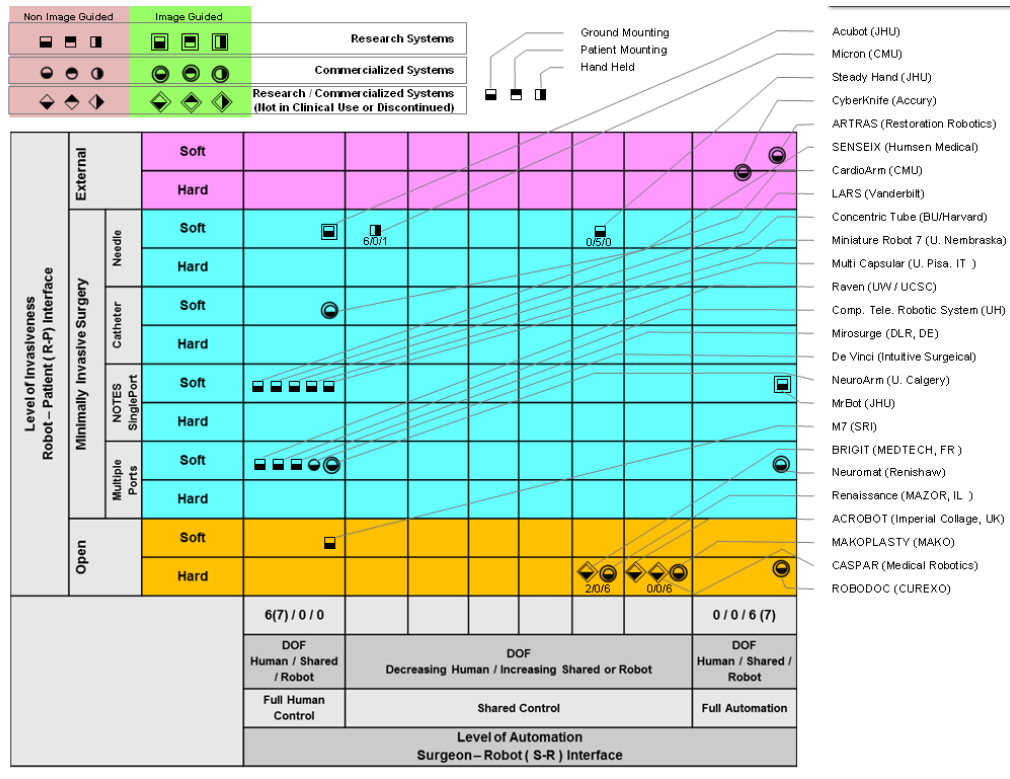 Non Image Guided
Image Guided
Research Systems
Commercialized Systems
Research / Commercialized Systems
(Not in Clinical Use or Discontinued)
Ground Mounting
Patient Mounting
Hand Held
Acubot (JHU)
Micron (CMU)
Steady Hand (JHU)
CyberKnife (Accury)
ARTRAS (Restoration Robotics)
SENSEIX (Humsen Medical)
CardioArm (CMU)
LARS (Vanderbilt)
Concentric Tube (BU/Harvard)
Miniature Robot 7 (U. Nembraska)
Multi Capsular (U. Pisa. IT )
Raven (UW / UCSC)
Comp. Tele. Robotic System (UH)
Mirosurge (DLR, DE)
De Vinci (Intuitive Surgeical)
NeuroArm (U. Calgery)
MrBot (JHU)
M7 (SRI)
BRIGIT (MEDTECH, FR )
Neuromat (Renishaw)
Renaissance (MAZOR, IL )
ACROBOT (Imperial Collage, UK)
MAKOPLASTY (MAKO)
CASPAR (Medical Robotics)
ROBODOC (CUREXO)
Level of Invasiveness
Robot – Patient ( R-P) Interface
External
Soft
Hard
Minimally Invasive Surgery
Needle
Soft
6/0/1
0/5/0
Hard
Catheter
Soft
Hard
NOTES
SinglePort
Soft
Hard
Multiple
Ports
Soft
Hard
Open
Soft
Hard
2/0/6
0/0/6
6(7) / 0 / 0
0 / 0 / 6 (7)
DOF
Human / Shared
/ Robot
DOF
Decreasing Human / Increasing Shared or Robot
DOF
Human / Shared /
Robot
Full Human
Control
Shared Control
Full Automation
Level of Automation
Surgeon – Robot ( S-R ) Interface